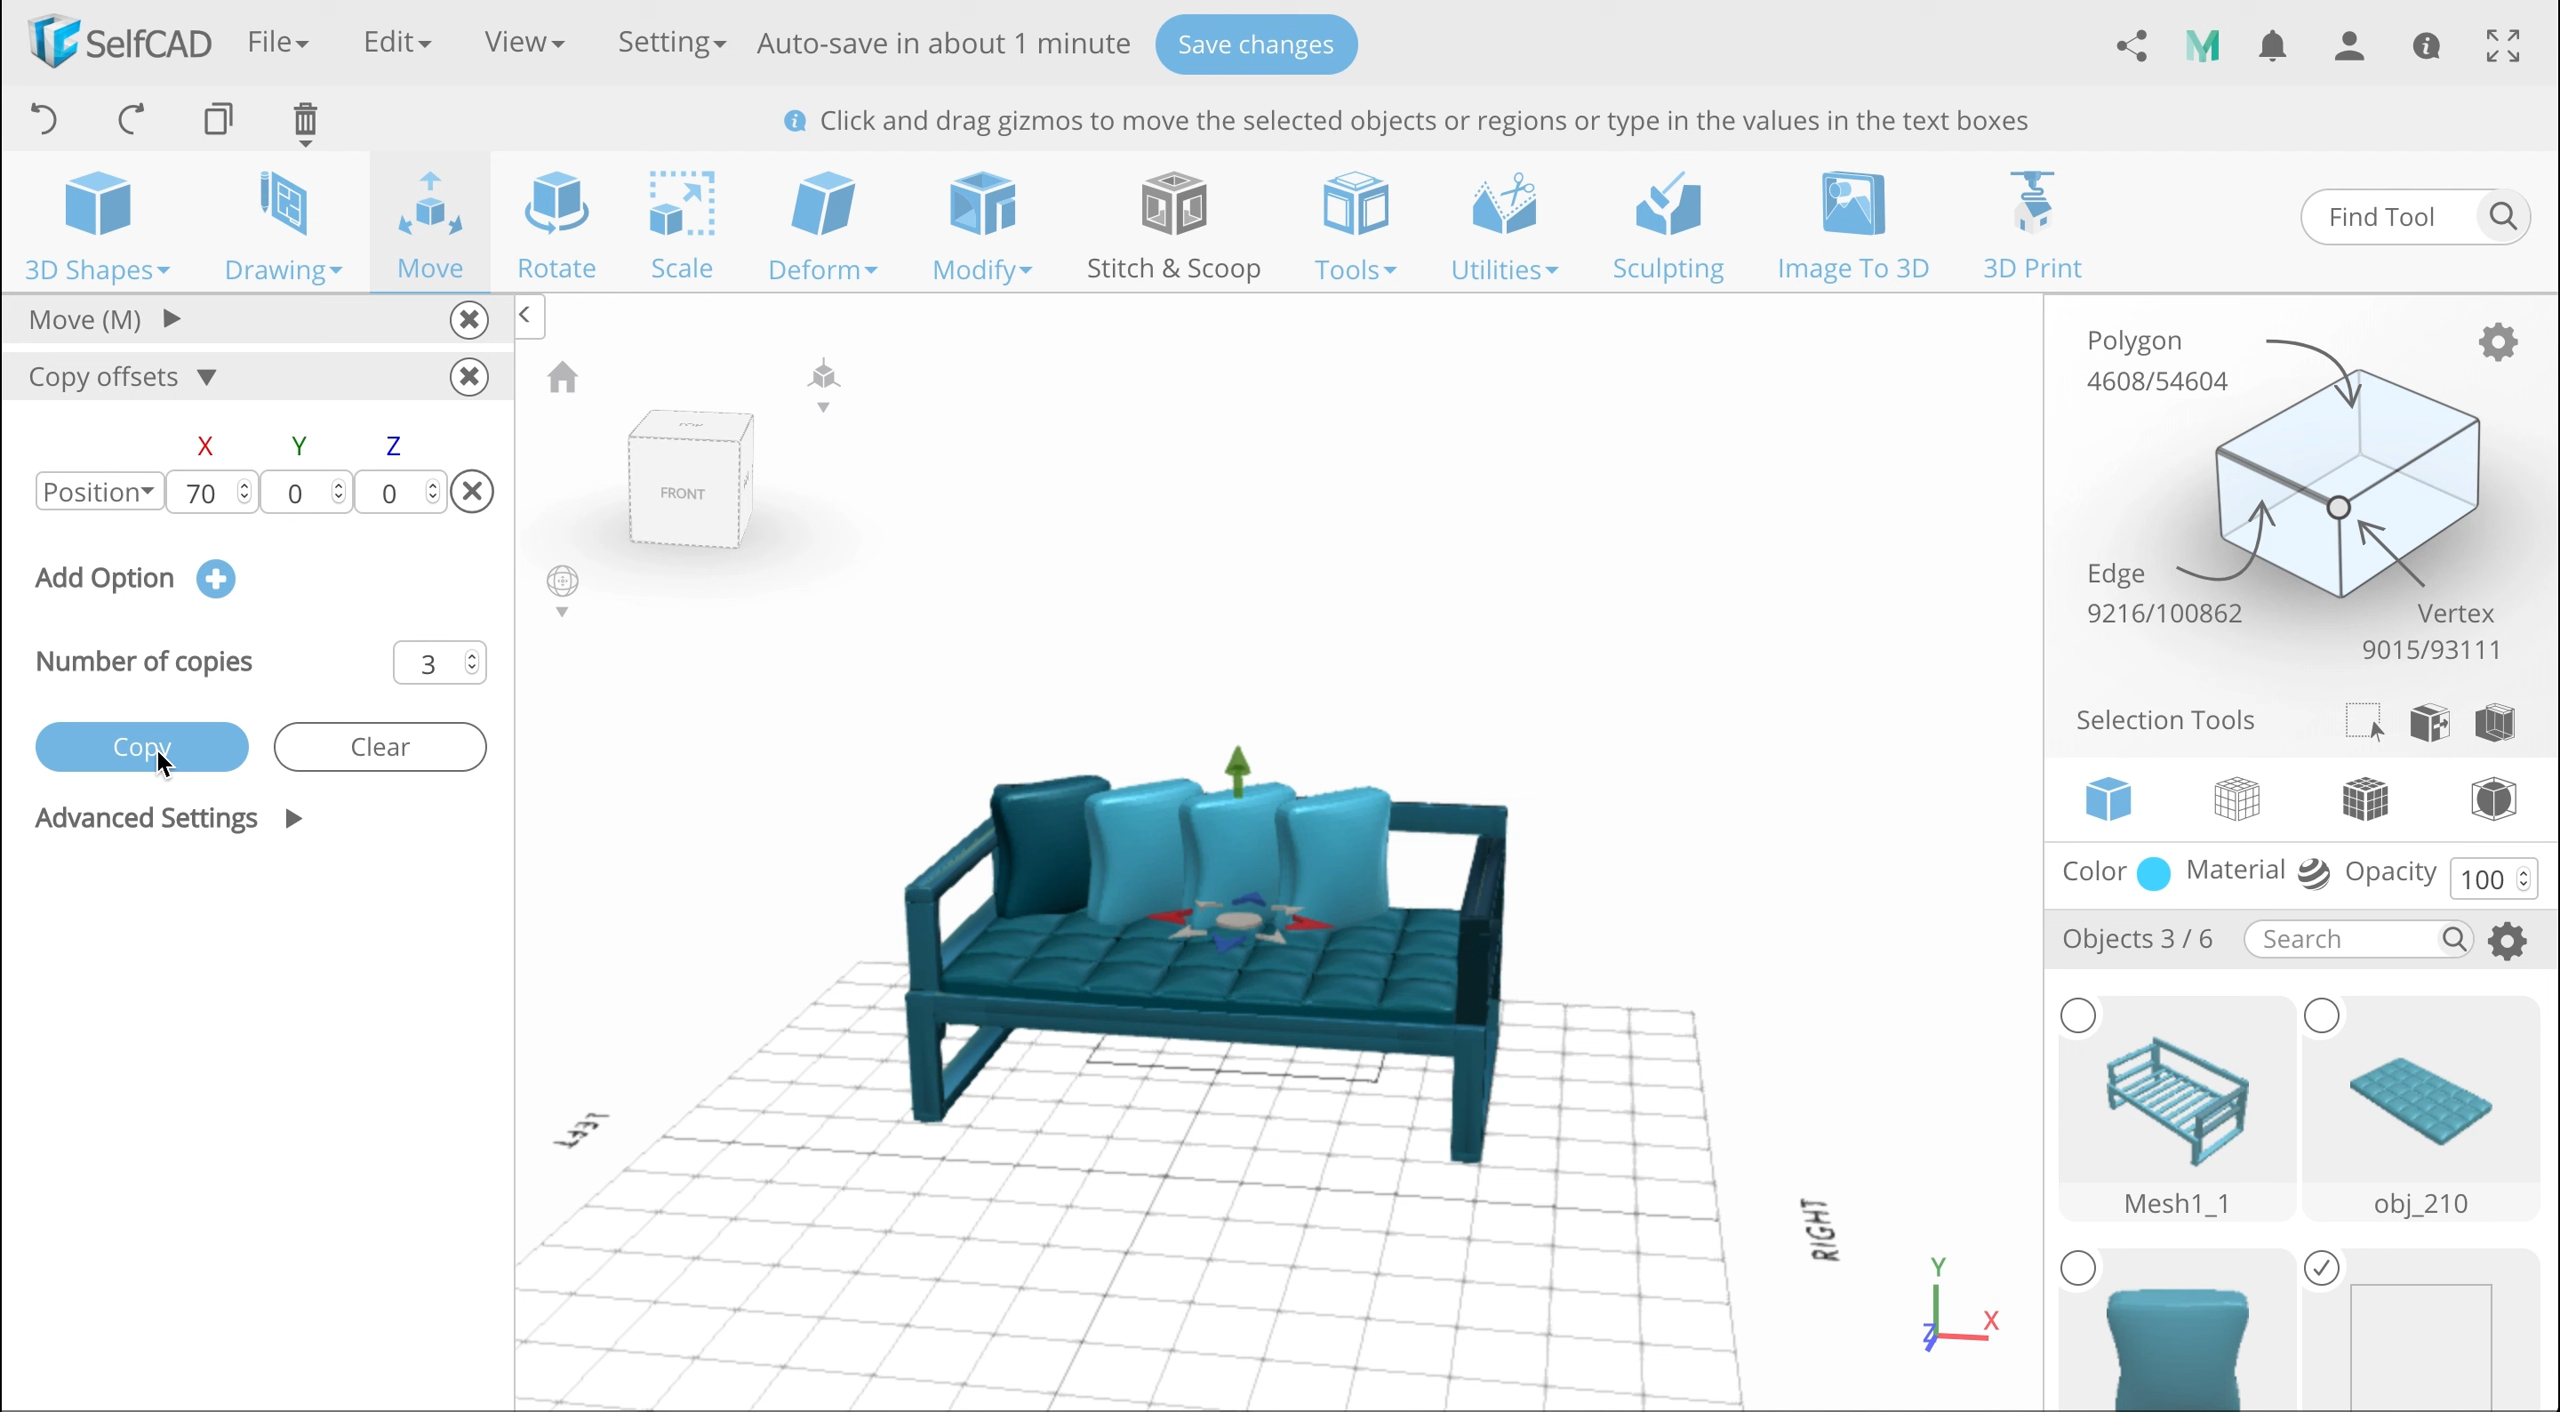 SelfCAD File Edit View Setting Auto-save in about 1 minute Save changes
Click and drag gizmos to move the selected objects or regions or type in the values in the text boxes
3D Shapes Drawing Move Rotate Scale Deform Modify Stitch & Scoop Tools Utilities Sculpting Image To 3D 3D Print Find Tool
Move (M)
Copy offsets
X Y Z
Position 70 0 0
Add Option
Number of copies 3
Copy Clear
Advanced Settings
TOP
FRONT
LEFT
RIGHT
Y
X
Z
Polygon
4608/54604
Edge
9216/100862
Vertex
9015/93111
Selection Tools
Color Material Opacity 100
Objects 3 / 6 Search
Mesh1_1 obj_210